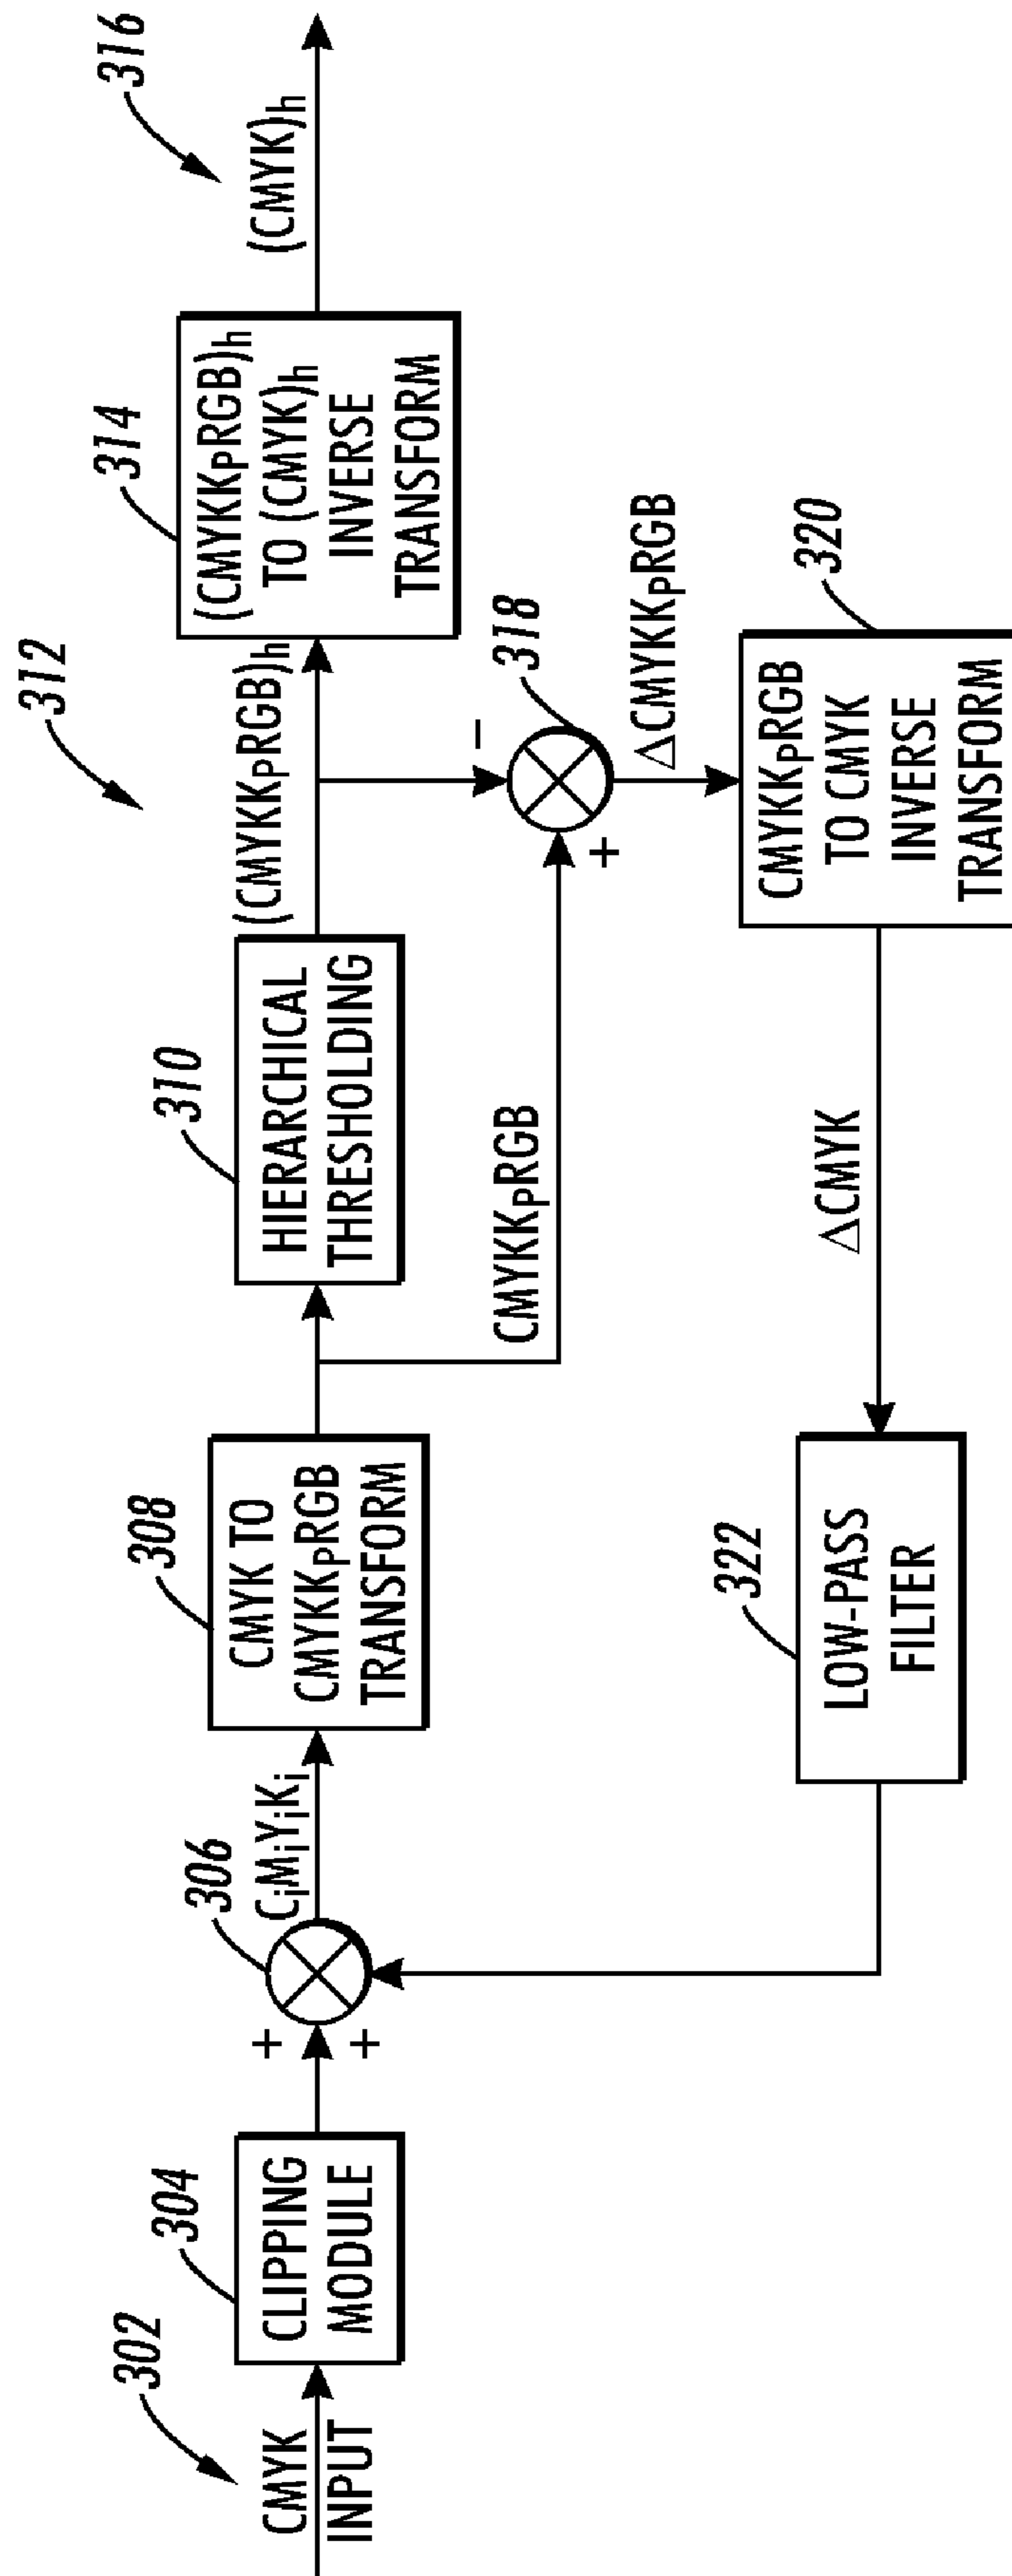 302
CMYK
INPUT
304
CLIPPING
MODULE
+
+
306
CiMiYiKi
308
CMYK TO
CMYKKPRGB
TRANSFORM
310
HIERARCHICAL
THRESHOLDING
312
(CMYKKPRGB)h
314
(CMYKKPRGB)h
TO (CMYK)h
INVERSE
TRANSFORM
316
(CMYK)h
CMYKKPRGB
+
−
318
ΔCMYKKPRGB
320
CMYKKPRGB
TO CMYK
INVERSE
TRANSFORM
ΔCMYK
322
LOW-PASS
FILTER